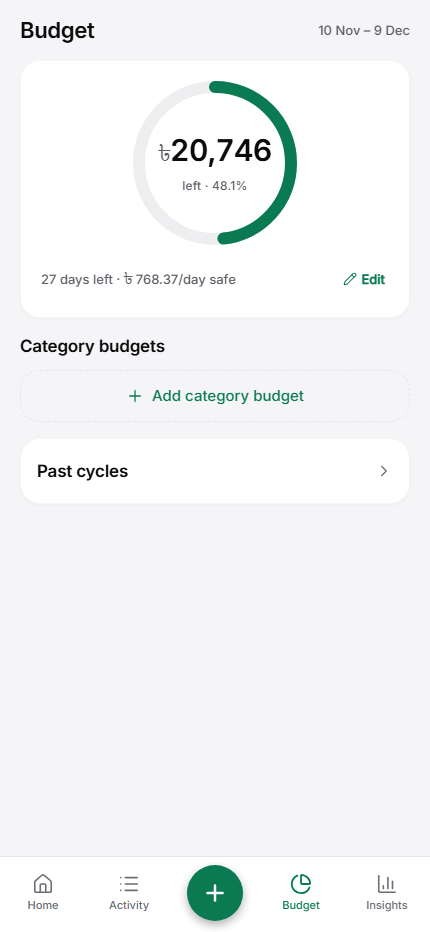 Budget
10 Nov – 9 Dec
৳20,746
left · 48.1%
27 days left · ৳ 768.37/day safe
Edit
Category budgets
Add category budget
Past cycles
Home
Activity
Budget
Insights